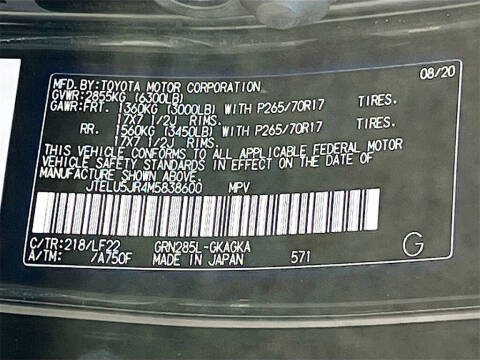 MFD. BY: TOYOTA MOTOR CORPORATION 08/20
GVWR: 2855KG (6300LB)
GAWR: FRT. 1360KG (3000LB) WITH P265/70R17 TIRES.
17X7 1/2J RIMS.
RR. 1560KG (3450LB) WITH P265/70R17 TIRES.
17X7 1/2J RIMS.
THIS VEHICLE CONFORMS TO ALL APPLICABLE FEDERAL MOTOR
VEHICLE SAFETY STANDARDS IN EFFECT ON THE DATE OF
MANUFACTURE SHOWN ABOVE.
JTELU5JR4M5838600 MPV
C/TR: 218/LF22 GRN285L-GKAGKA G
A/TM: /A750F MADE IN JAPAN 571